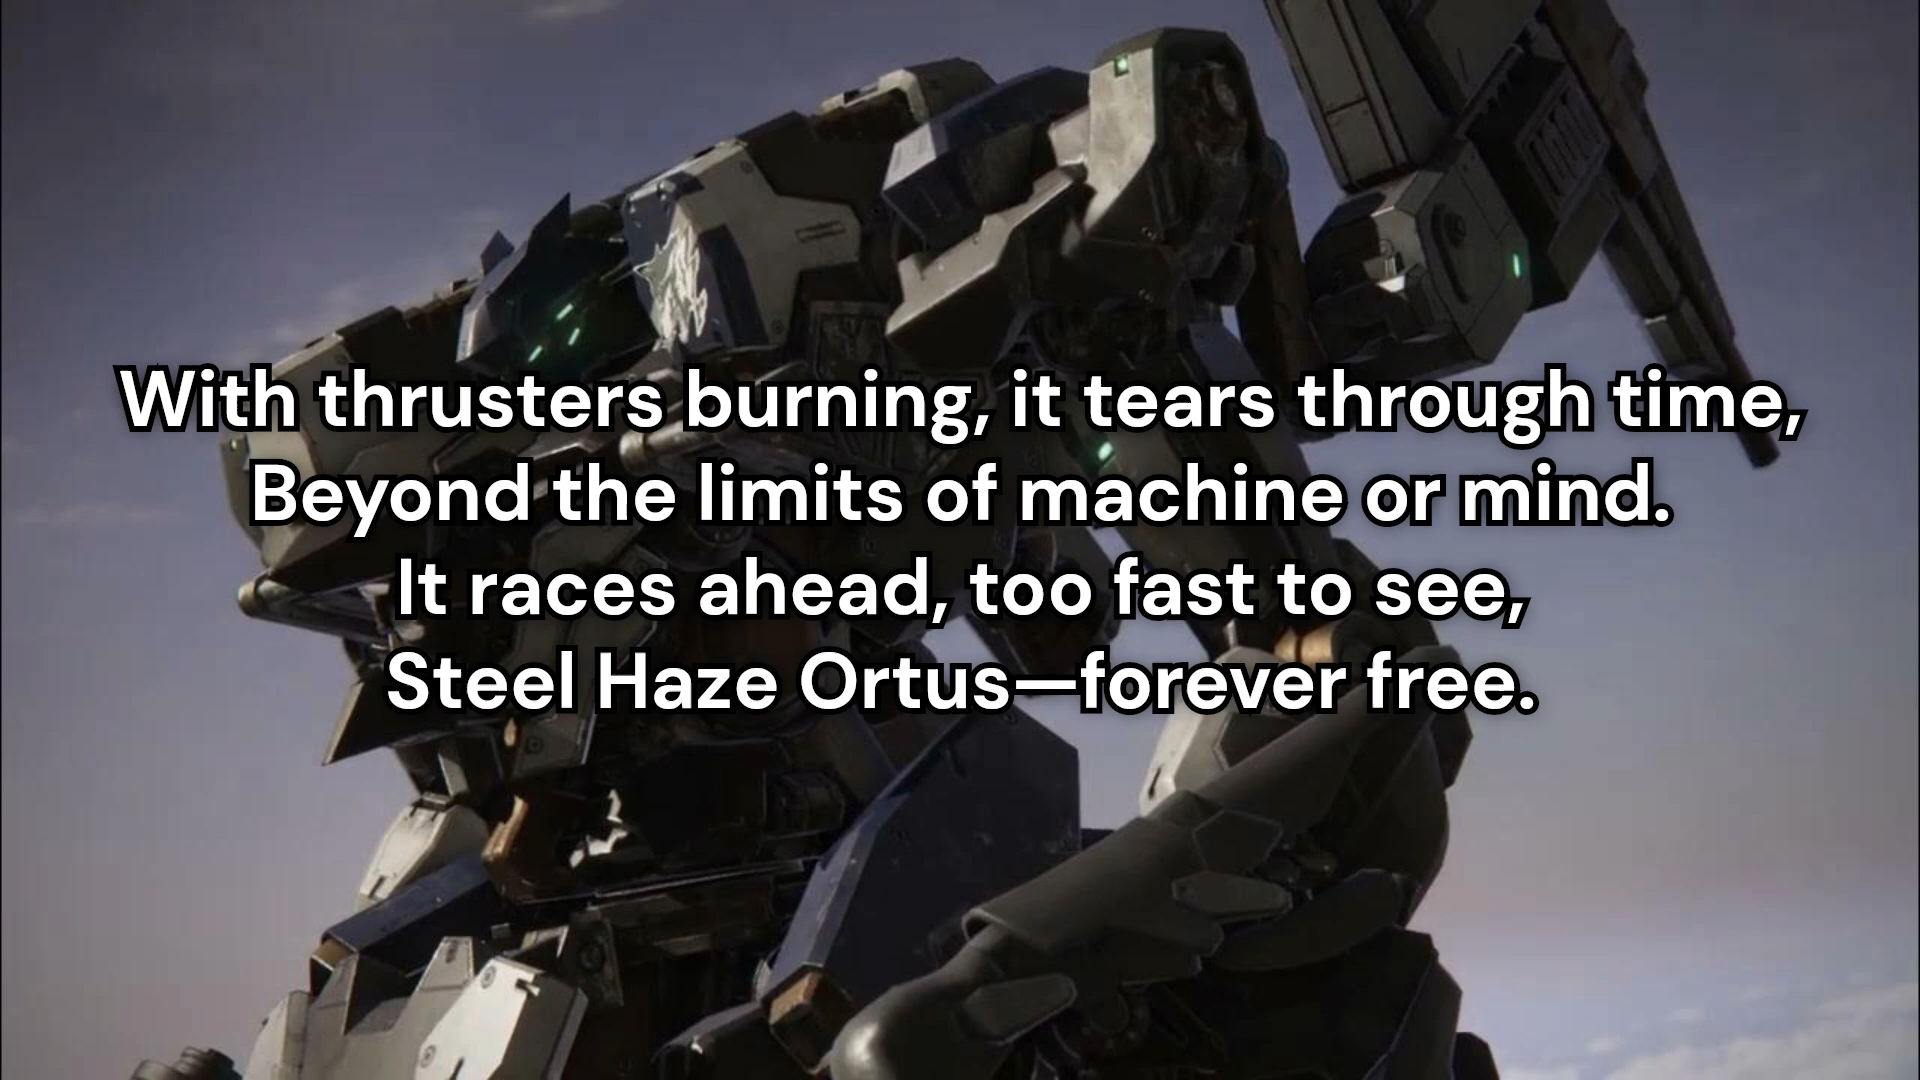 With thrusters burning, it tears through time,
Beyond the limits of machine or mind.
It races ahead, too fast to see,
Steel Haze Ortus—forever free.